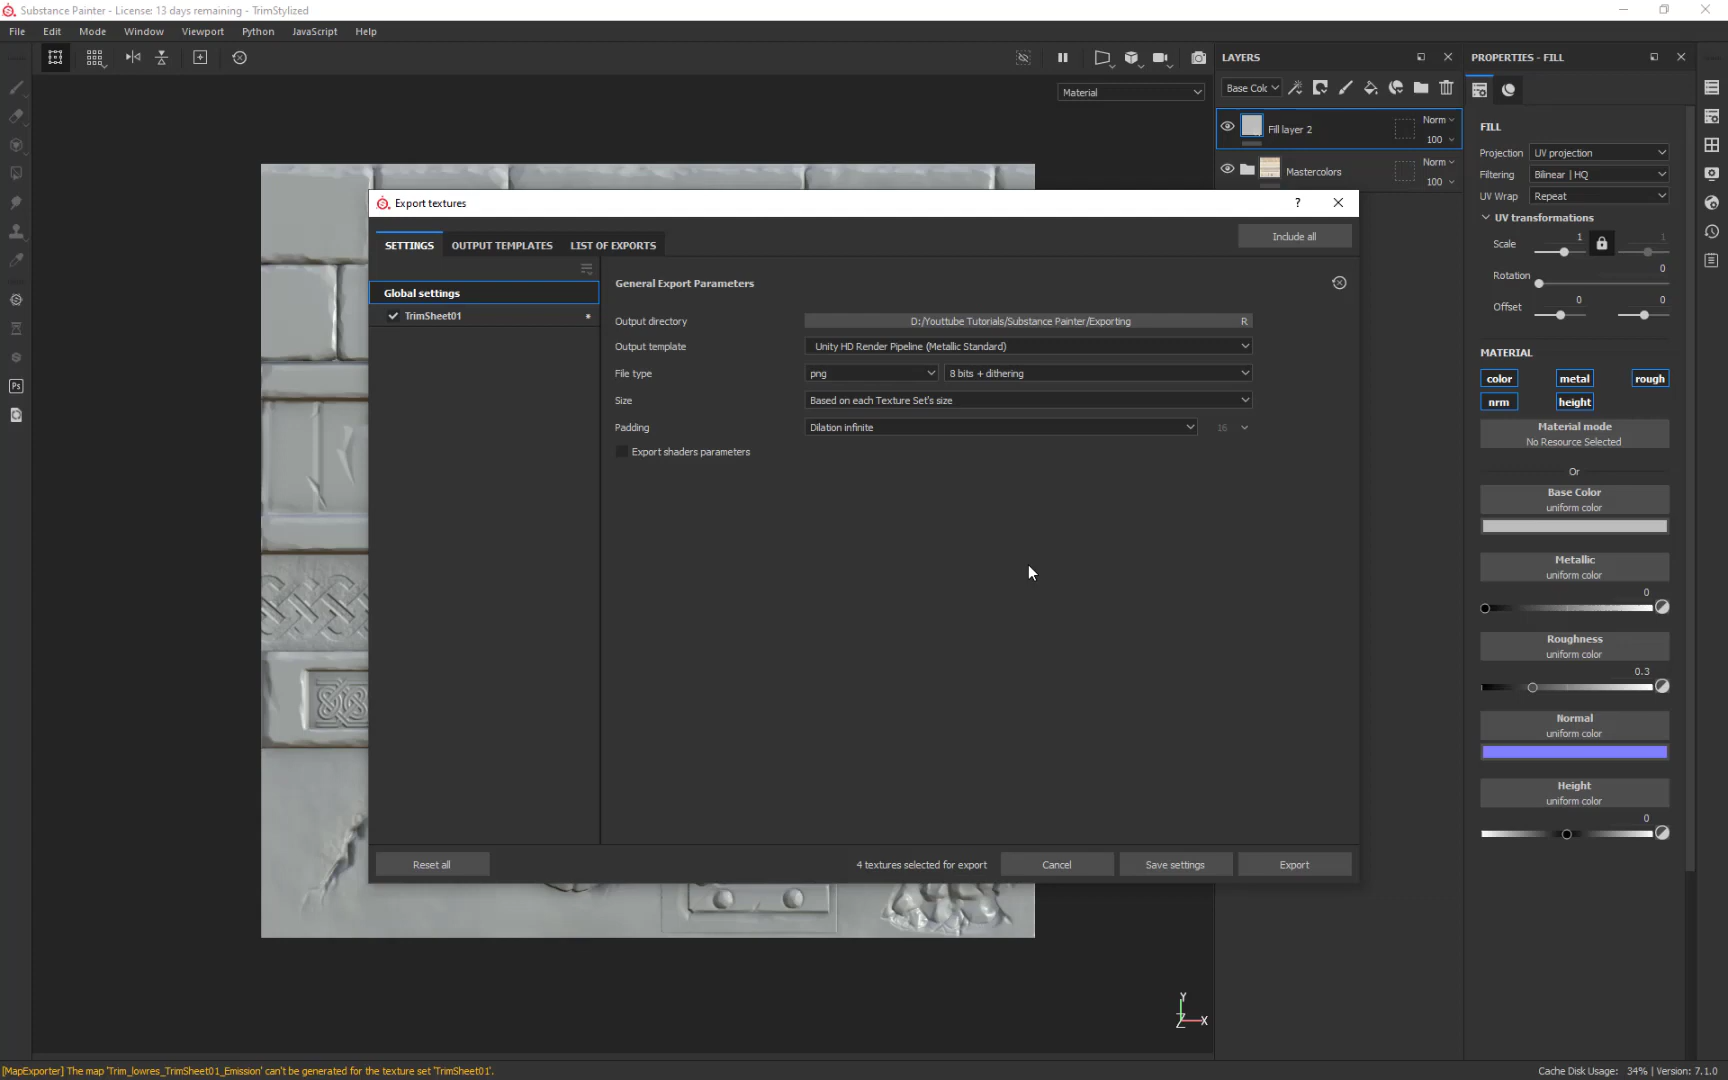 Substance Painter - License: 13 days remaining - TrimStylized
File Edit Mode Window Viewport Python JavaScript Help
Material
LAYERS
Base Col
Fill layer 2
Norm
100
Mastercolors
Norm
100
PROPERTIES - FILL
FILL
Projection UV projection
Filtering Bilinear | HQ
UV Wrap Repeat
UV transformations
Scale 1 1
Rotation 0
Offset 0 0
MATERIAL
color metal rough
nrm height
Material mode
No Resource Selected
Or
Base Color
uniform color
Metallic
uniform color
0
Roughness
uniform color
0.3
Normal
uniform color
Height
uniform color
0
Export textures
?
SETTINGS OUTPUT TEMPLATES LIST OF EXPORTS
Include all
Global settings
TrimSheet01
General Export Parameters
Output directory D:/Youttube Tutorials/Substance Painter/Exporting R
Output template Unity HD Render Pipeline (Metallic Standard)
File type png 8 bits + dithering
Size Based on each Texture Set's size
Padding Dilation infinite 16
Export shaders parameters
Reset all
4 textures selected for export
Cancel
Save settings
Export
Y
Z X
Ps
[MapExporter] The map 'Trim_lowres_TrimSheet01_Emission' can't be generated for the texture set 'TrimSheet01'.
Cache Disk Usage: 34% | Version: 7.1.0